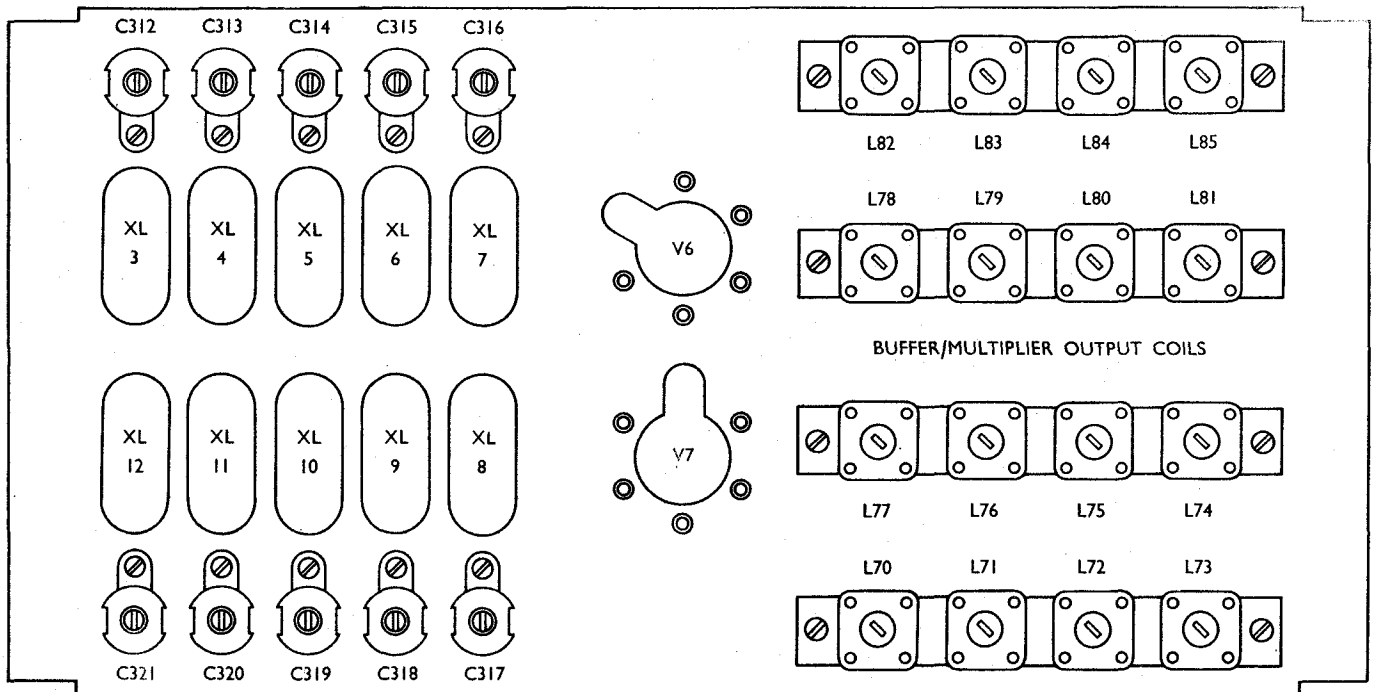 C312 C313 C314 C315 C316
L82 L83 L84 L85
XL 3 XL 4 XL 5 XL 6 XL 7
L78 L79 L80 L81
V6
BUFFER/MULTIPLIER OUTPUT COILS
XL 12 XL 11 XL 10 XL 9 XL 8
V7
L77 L76 L75 L74
L70 L71 L72 L73
C321 C320 C319 C318 C317